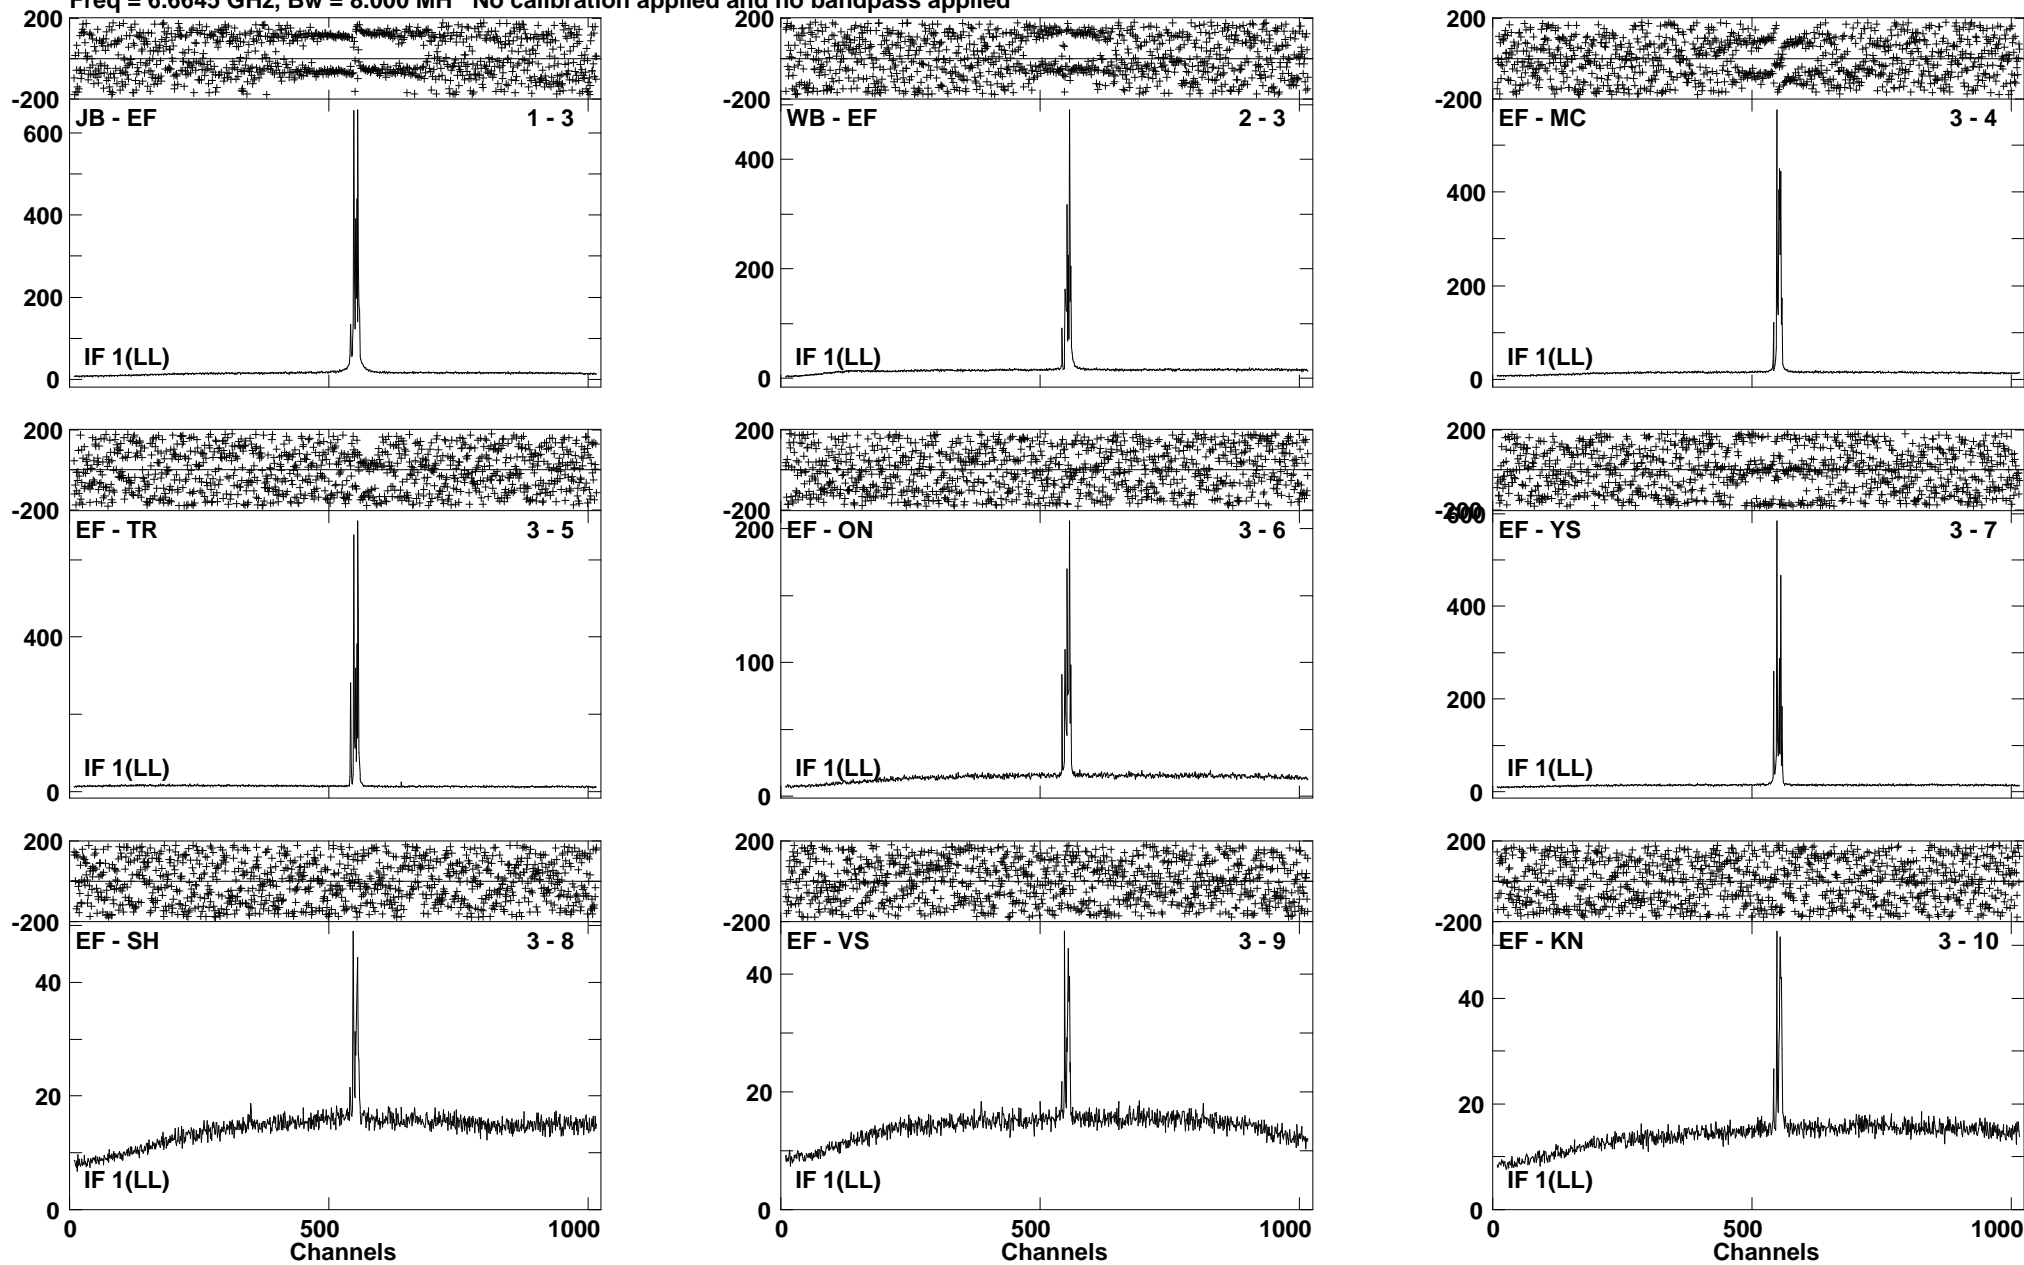 Freq = 6.6645 GHz, Bw = 8.000 MH No calibration applied and no bandpass applied
200
-200
JB - EF 1 - 3
600
400
200
0
IF 1(LL)
200
-200
WB - EF 2 - 3
400
200
0
IF 1(LL)
200
-200
EF - MC 3 - 4
400
200
0
IF 1(LL)
200
-200
EF - TR 3 - 5
400
0
IF 1(LL)
200
-200
EF - ON 3 - 6
200
100
0
IF 1(LL)
200
-200
EF - YS 3 - 7
600
400
200
0
IF 1(LL)
200
-200
EF - SH 3 - 8
40
20
0
IF 1(LL)
0 500 1000
Channels
200
-200
EF - VS 3 - 9
40
20
0
IF 1(LL)
0 500 1000
Channels
200
-200
EF - KN 3 - 10
40
20
0
IF 1(LL)
0 500 1000
Channels